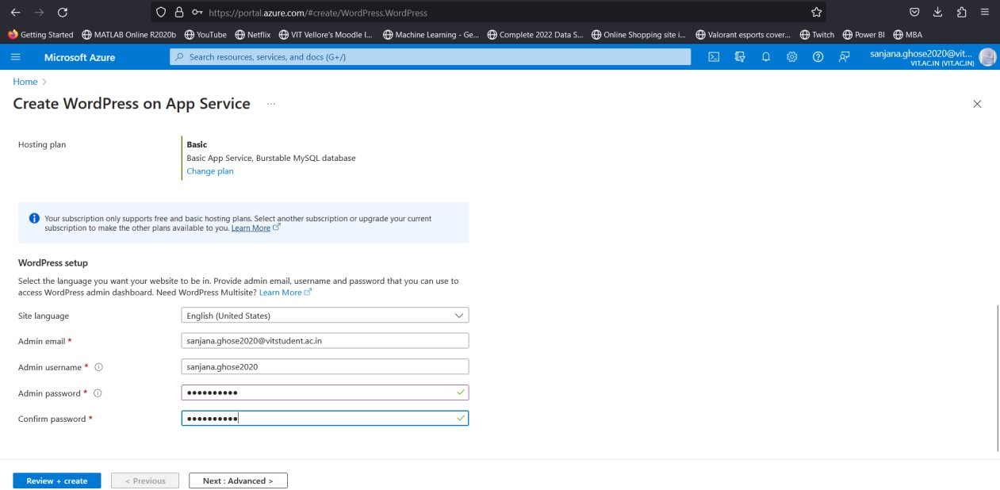 https://portal.azure.com/#create/WordPress.WordPress
Getting Started MATLAB Online R2020b YouTube Netflix VIT Vellore's Moodle l... Machine Learning - Ge... Complete 2022 Data S... Online Shopping site i... Valorant esports cover... Twitch Power BI MBA
Microsoft Azure Search resources, services, and docs (G+/) sanjana.ghose2020@vit...
VIT.AC.IN (VIT.AC.IN)
Home >
Create WordPress on App Service ...
Hosting plan Basic
Basic App Service, Burstable MySQL database
Change plan
Your subscription only supports free and basic hosting plans. Select another subscription or upgrade your current
subscription to make the other plans available to you. Learn More
WordPress setup
Select the language you want your website to be in. Provide admin email, username and password that you can use to
access WordPress admin dashboard. Need WordPress Multisite? Learn More
Site language English (United States)
Admin email * sanjana.ghose2020@vitstudent.ac.in
Admin username * sanjana.ghose2020
Admin password * ●●●●●●●●●●
Confirm password * ●●●●●●●●●●
Review + create < Previous Next : Advanced >